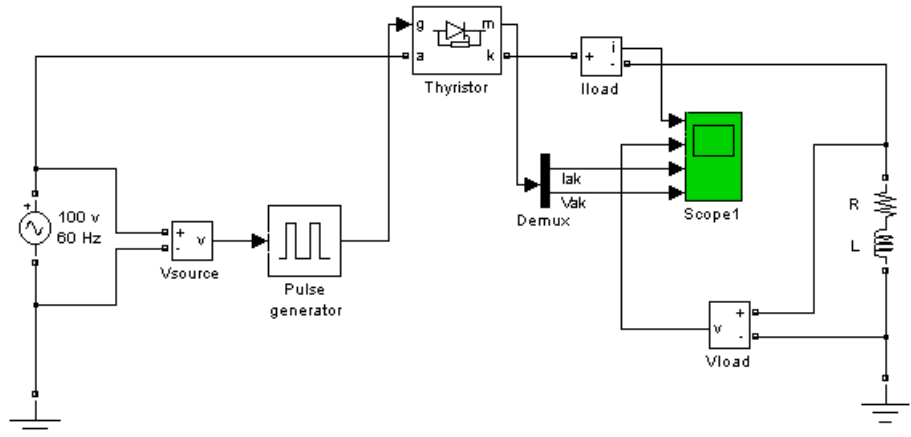 g
m
a
k
Thyristor
+
i
-
Iload
Scope1
Iak
Vak
Demux
+
100 v
60 Hz
+
-
v
Vsource
Pulse
generator
R
L
+
v
-
Vload